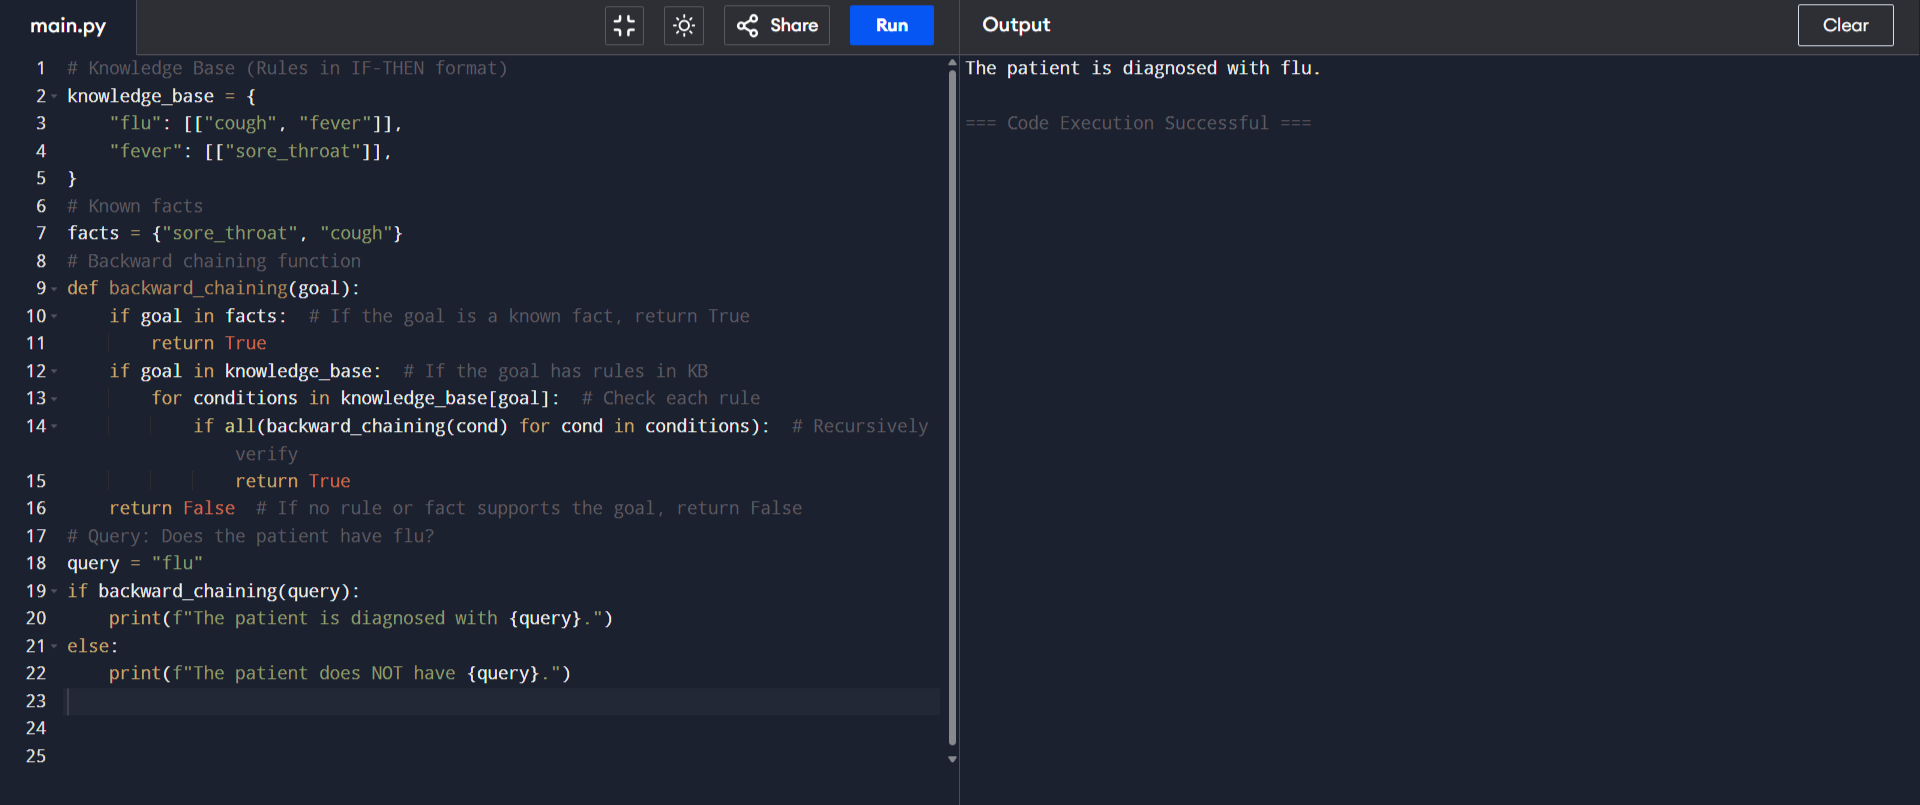 main.py
Share
Run
Output
Clear
1 # Knowledge Base (Rules in IF-THEN format)
2 knowledge_base = {
3     "flu": [["cough", "fever"]],
4     "fever": [["sore_throat"]],
5 }
6 # Known facts
7 facts = {"sore_throat", "cough"}
8 # Backward chaining function
9 def backward_chaining(goal):
10     if goal in facts:  # If the goal is a known fact, return True
11         return True
12     if goal in knowledge_base:  # If the goal has rules in KB
13         for conditions in knowledge_base[goal]:  # Check each rule
14             if all(backward_chaining(cond) for cond in conditions):  # Recursively
                verify
15                 return True
16     return False  # If no rule or fact supports the goal, return False
17 # Query: Does the patient have flu?
18 query = "flu"
19 if backward_chaining(query):
20     print(f"The patient is diagnosed with {query}.")
21 else:
22     print(f"The patient does NOT have {query}.")
23
24
25
The patient is diagnosed with flu.
=== Code Execution Successful ===